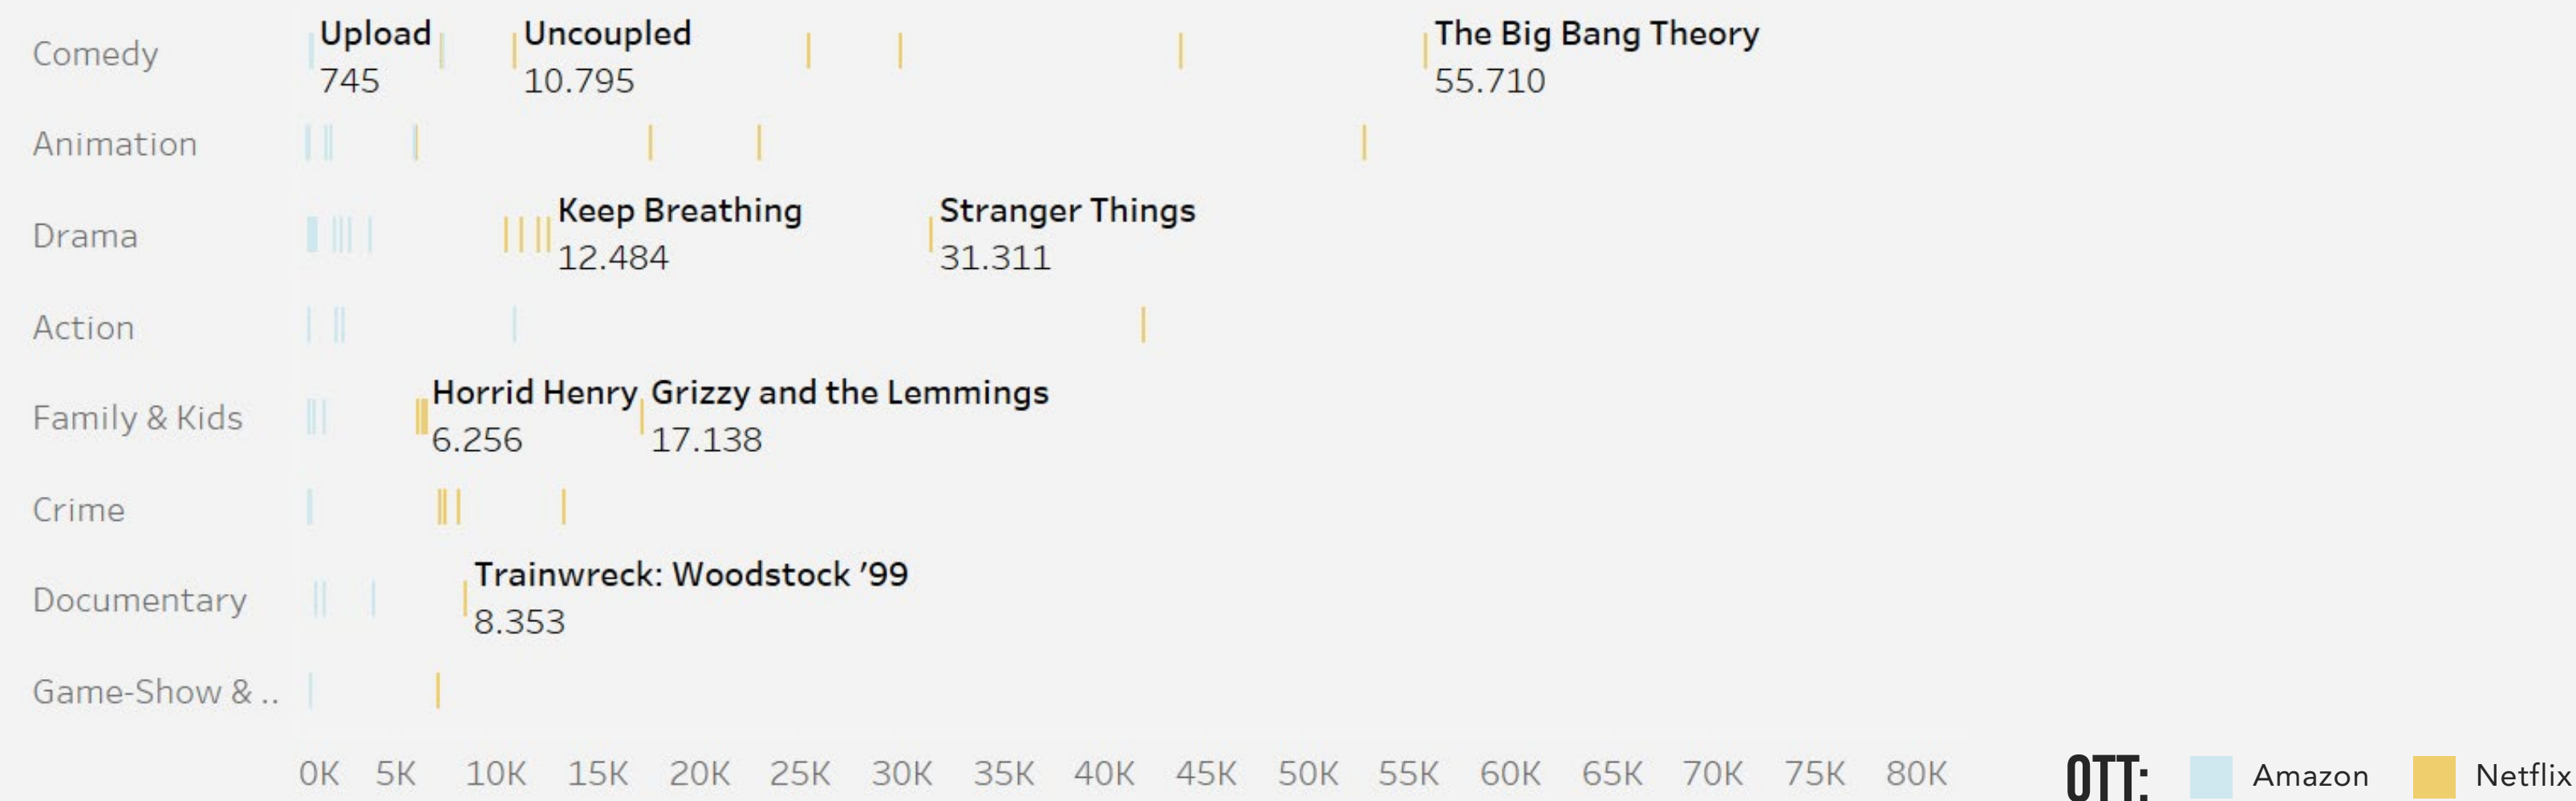 Comedy
Upload
745
Uncoupled
10.795
The Big Bang Theory
55.710
Animation
Drama
Keep Breathing
12.484
Stranger Things
31.311
Action
Family & Kids
Horrid Henry
6.256
Grizzy and the Lemmings
17.138
Crime
Documentary
Trainwreck: Woodstock ’99
8.353
Game-Show & ..
0K 5K 10K 15K 20K 25K 30K 35K 40K 45K 50K 55K 60K 65K 70K 75K 80K
OTT: Amazon Netflix